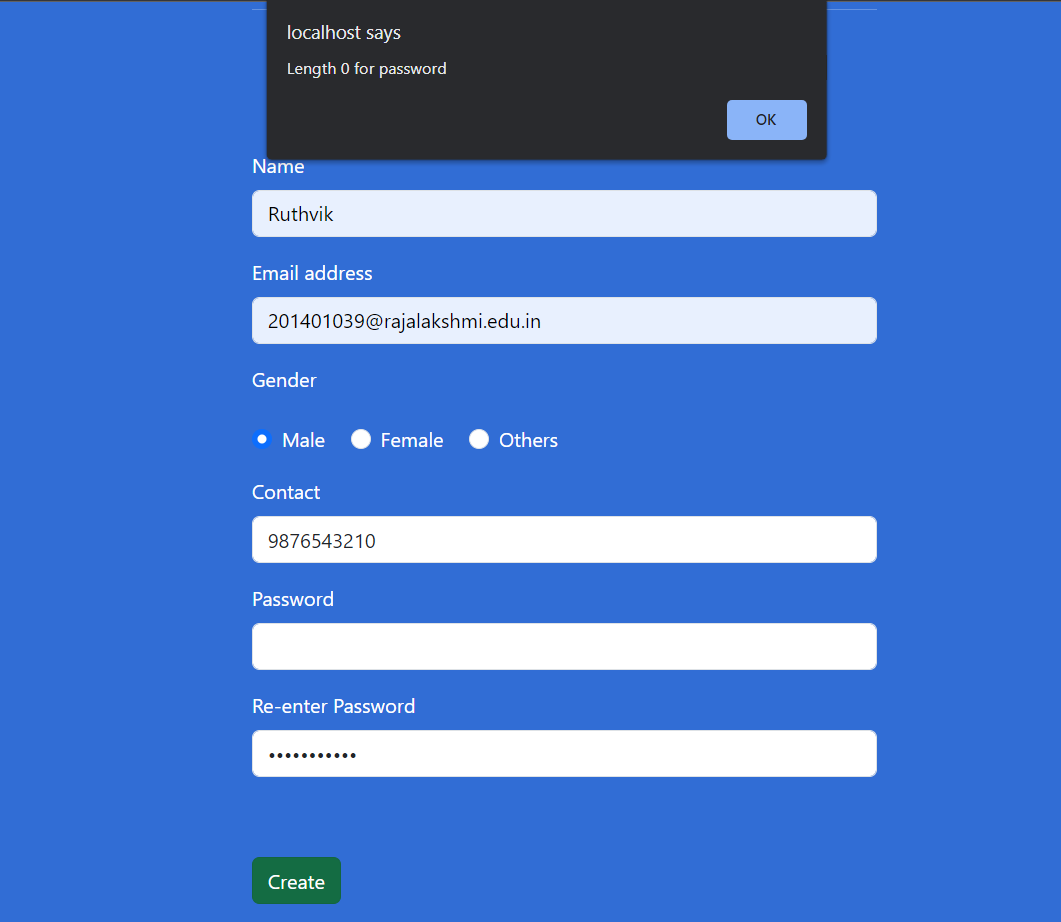 localhost says
Length 0 for password
OK
Name
Ruthvik
Email address
201401039@rajalakshmi.edu.in
Gender
Male Female Others
Contact
9876543210
Password
Re-enter Password
•••••••••••
Create